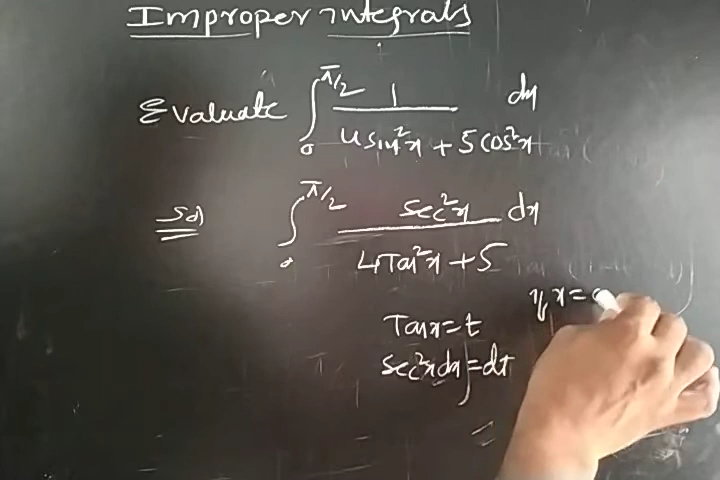 Improper integrals
Evaluate ∫₀^{π/2} 1/(4sin²x + 5cos²x) dx
Sol ∫₀^{π/2} sec²x/(4Tan²x + 5) dx
Tanx = t
sec²x dx = dt
if x =